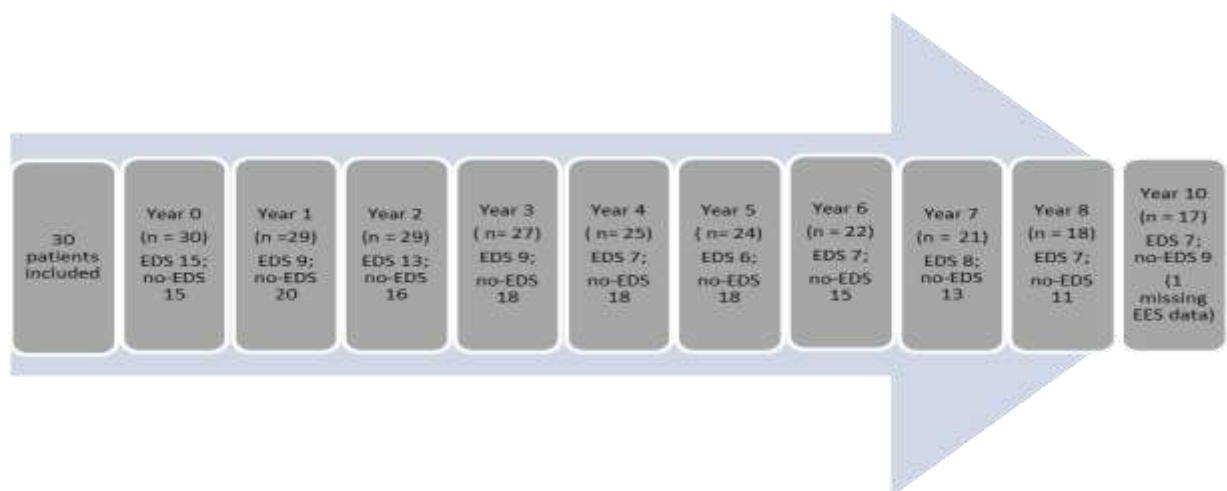 30
patients
included
Year 0
(n = 30)
EDS 15;
no-EDS
15
Year 1
(n =29)
EDS 9;
no-EDS
20
Year 2
(n = 29)
EDS 13;
no-EDS
16
Year 3
( n= 27)
EDS 9;
no-EDS
18
Year 4
( n= 25)
EDS 7;
no-EDS
18
Year 5
( n= 24)
EDS 6;
no-EDS
18
Year 6
(n = 22)
EDS 7;
no-EDS
15
Year 7
(n = 21)
EDS 8;
no-EDS
13
Year 8
(n = 18)
EDS 7;
no-EDS
11
Year 10
(n = 17)
EDS 7;
no-EDS 9
(1
missing
EES data)